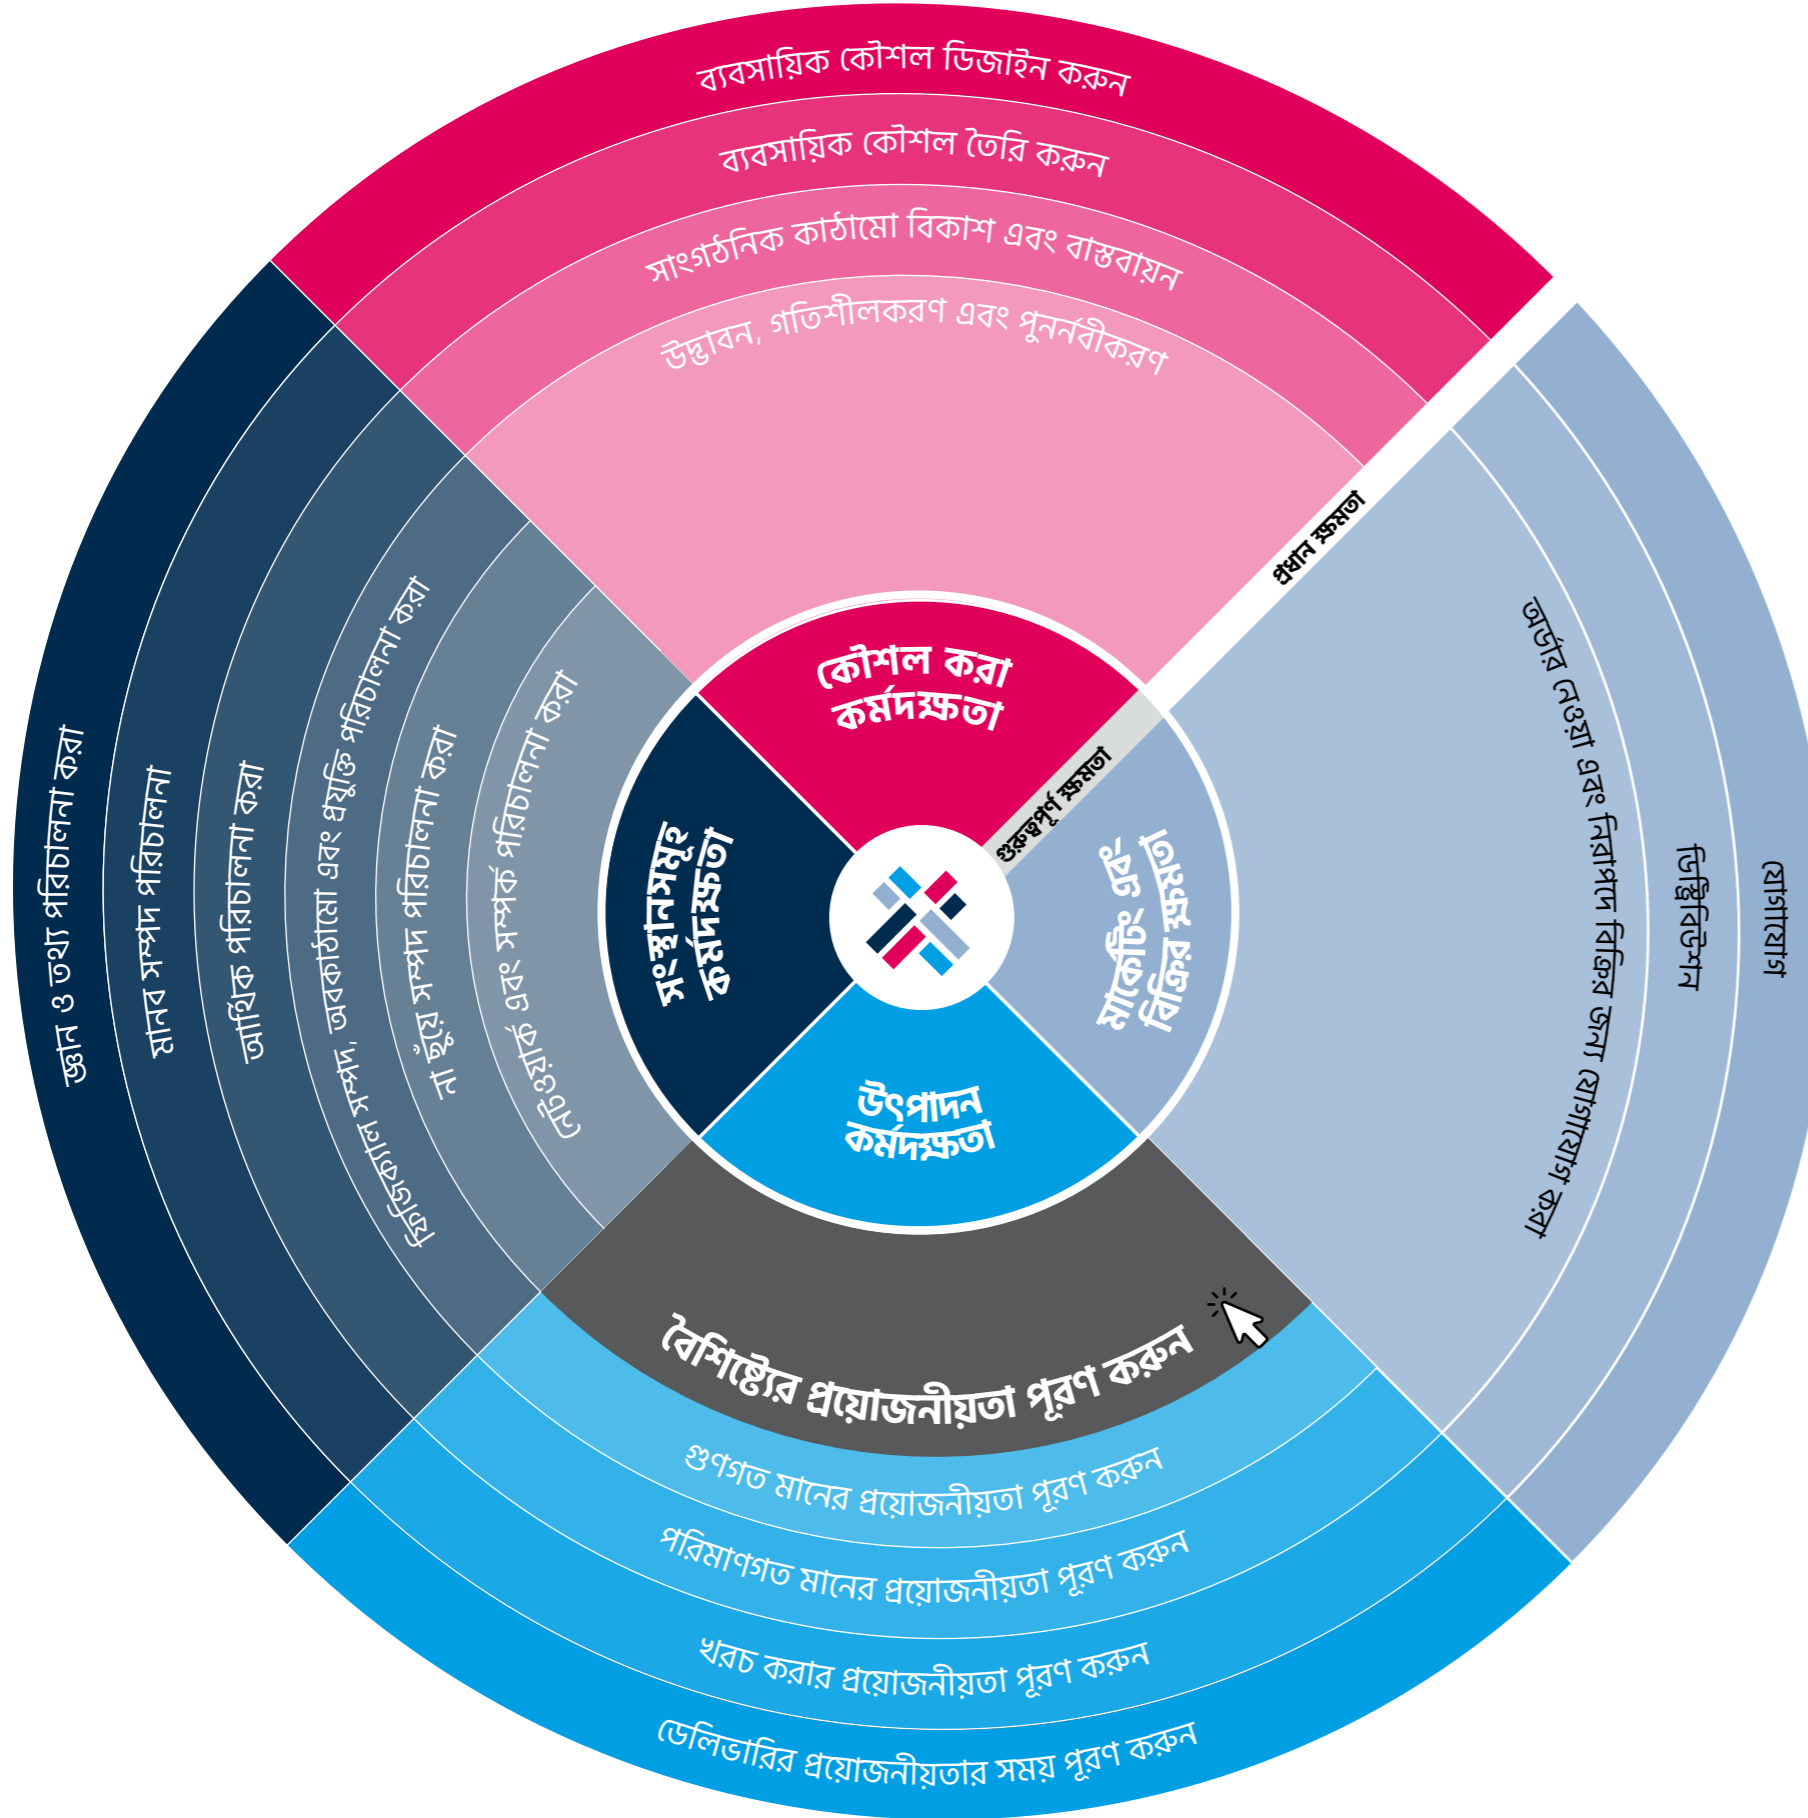 ব্যবসায়িক কৌশল ডিজাইন করুন
ব্যবসায়িক কৌশল তৈরি করুন
সাংগঠনিক কাঠামো বিকাশ এবং বাস্তবায়ন
উদ্ভাবন, গতিশীলকরণ এবং পুনর্নবীকরণ
কৌশল করা
কর্মদক্ষতা
প্রধান ক্ষমতা
গুরুত্বপূর্ণ ক্ষমতা
মার্কেটিং এবং
বিক্রির ক্ষমতা
অর্ডার নেওয়া এবং নিরাপদে বিক্রির জন্য যোগাযোগ করা
ডিস্ট্রিবিউশন
যোগাযোগ
সংস্থানসমূহ
কর্মদক্ষতা
জ্ঞান ও তথ্য পরিচালনা করা
মানব সম্পদ পরিচালনা
আর্থিক পরিচালনা করা
ফিজিক্যাল সম্পদ, অবকাঠামো এবং প্রযুক্তি পরিচালনা করা
না ছুঁয়ে সম্পদ পরিচালনা করা
নেটওয়ার্ক এবং সম্পর্ক পরিচালনা করা
উৎপাদন
কর্মদক্ষতা
বৈশিষ্ট্যের প্রয়োজনীয়তা পূরণ করুন
গুণগত মানের প্রয়োজনীয়তা পূরণ করুন
পরিমাণগত মানের প্রয়োজনীয়তা পূরণ করুন
খরচ করার প্রয়োজনীয়তা পূরণ করুন
ডেলিভারির প্রয়োজনীয়তার সময় পূরণ করুন